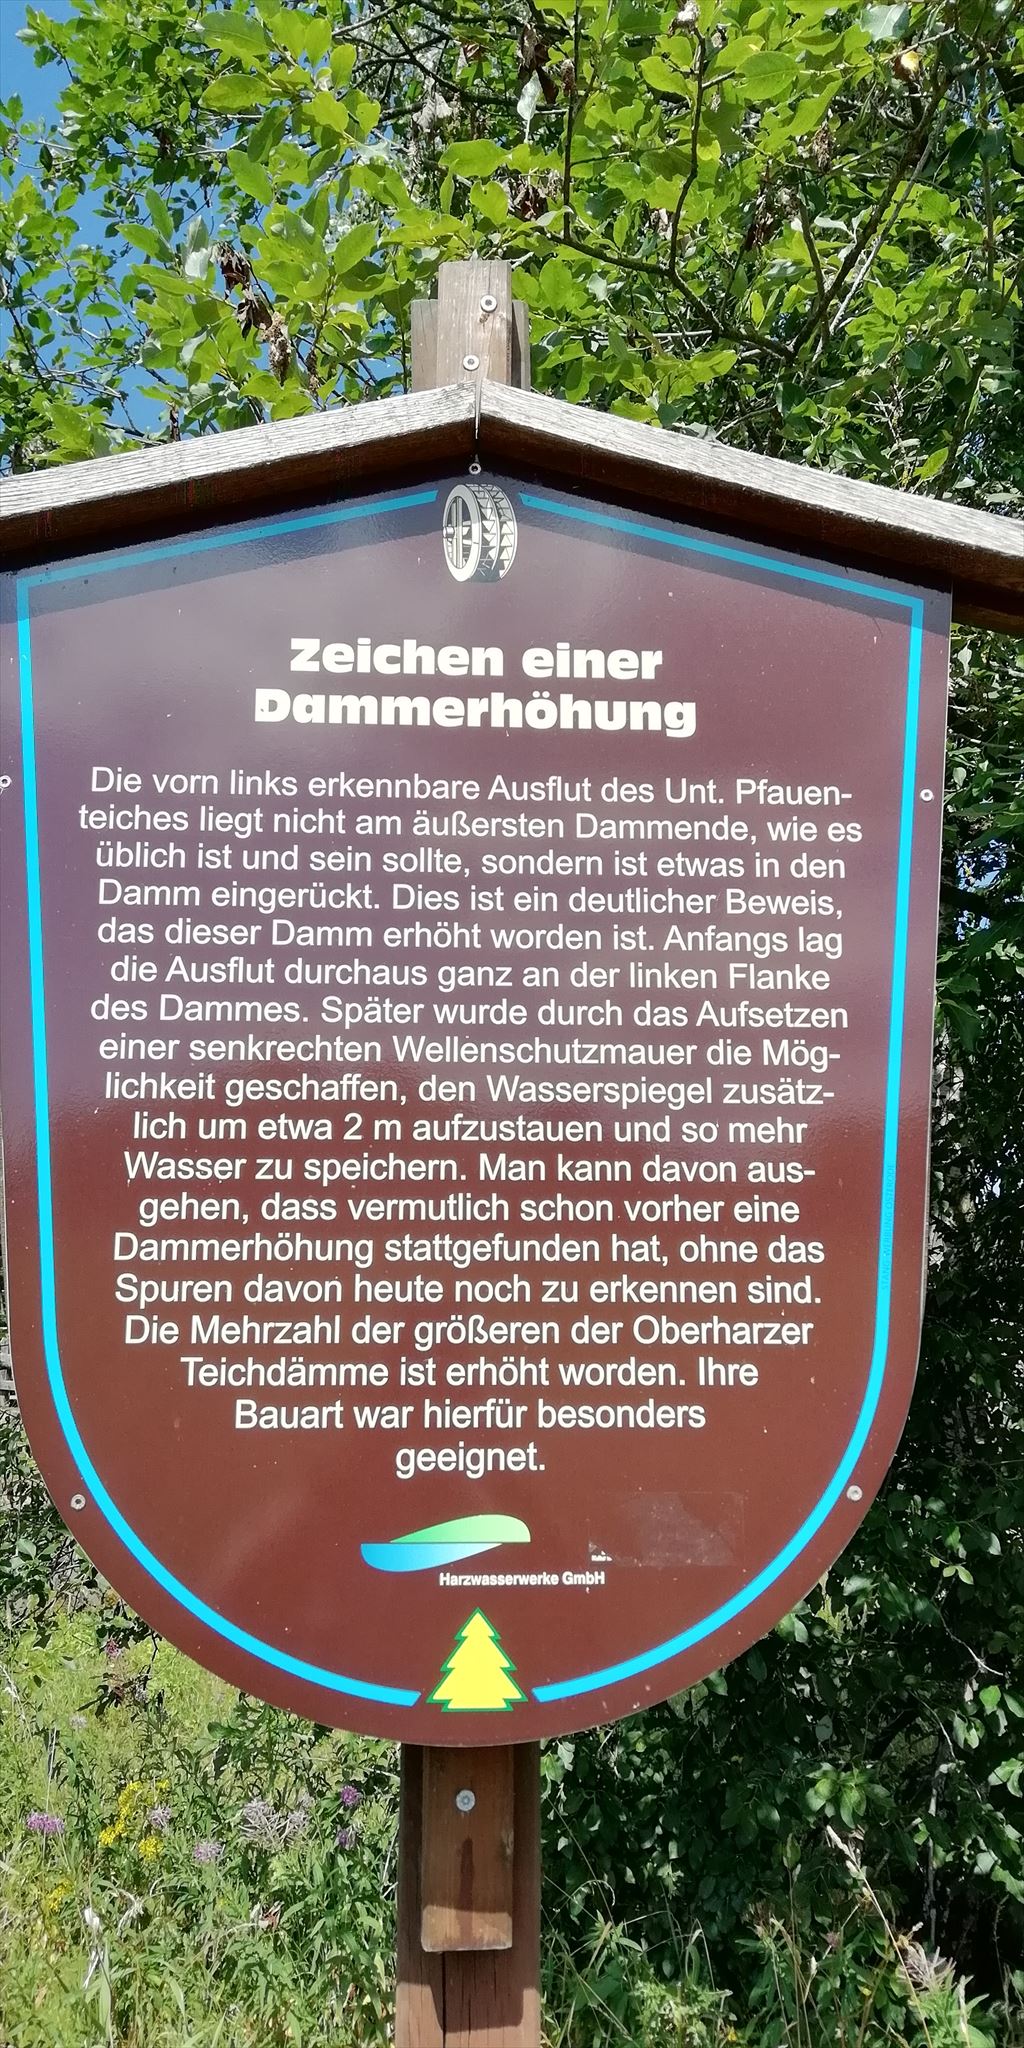 Zeichen einer
Dammerhöhung
Die vorn links erkennbare Ausflut des Unt. Pfauen-
teiches liegt nicht am äußersten Dammende, wie es
üblich ist und sein sollte, sondern ist etwas in den
Damm eingerückt. Dies ist ein deutlicher Beweis,
das dieser Damm erhöht worden ist. Anfangs lag
die Ausflut durchaus ganz an der linken Flanke
des Dammes. Später wurde durch das Aufsetzen
einer senkrechten Wellenschutzmauer die Mög-
lichkeit geschaffen, den Wasserspiegel zusätz-
lich um etwa 2 m aufzustauen und so mehr
Wasser zu speichern. Man kann davon aus-
gehen, dass vermutlich schon vorher eine
Dammerhöhung stattgefunden hat, ohne das
Spuren davon heute noch zu erkennen sind.
Die Mehrzahl der größeren der Oberharzer
Teichdämme ist erhöht worden. Ihre
Bauart war hierfür besonders
geeignet.
Harzwasserwerke GmbH